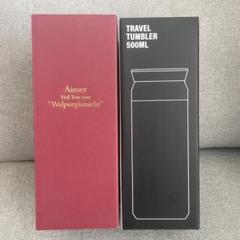 Aimer
Hall Tour 2022
"Walpurgisnacht"
TRAVEL
TUMBLER
500ML